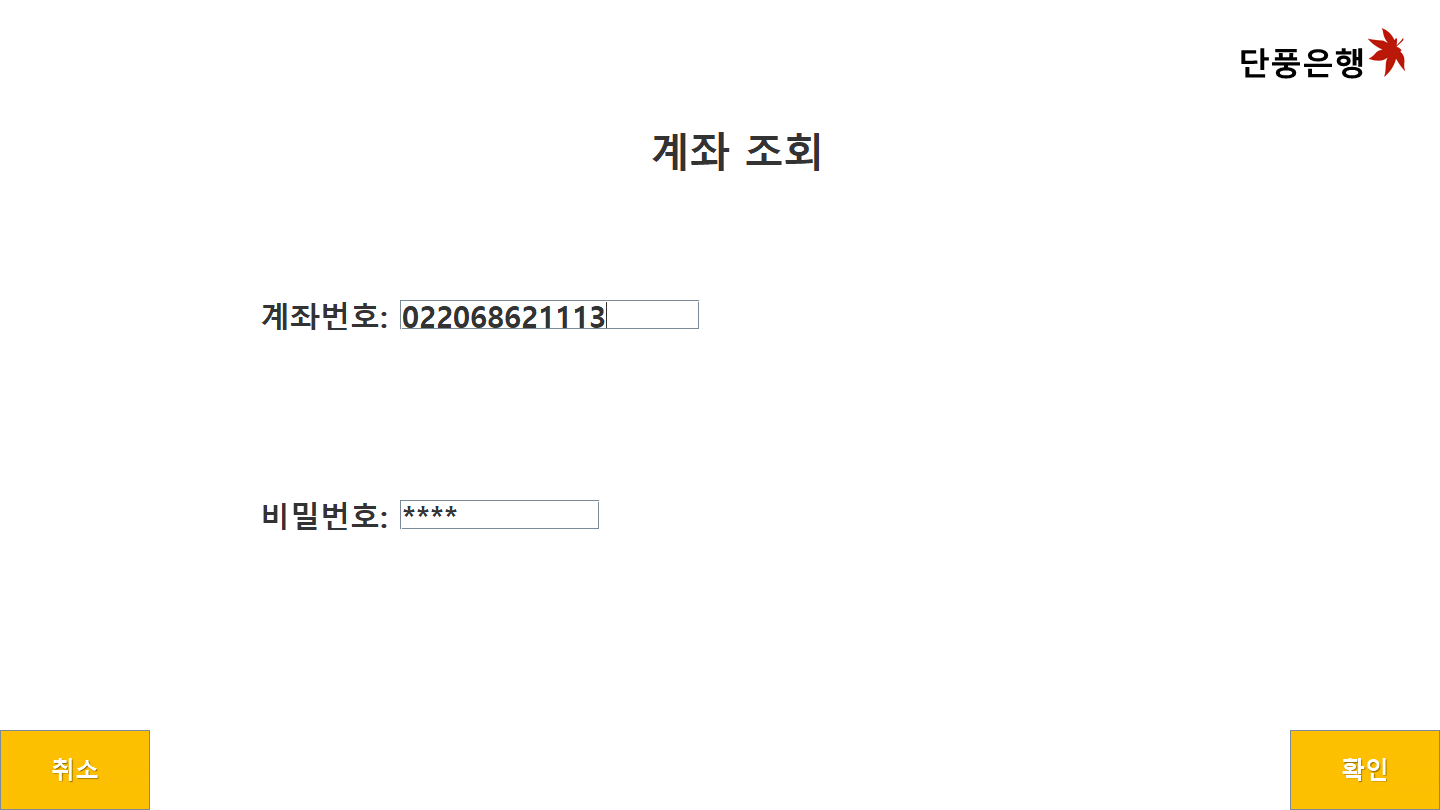 단풍은행
계좌 조회
계좌번호: 022068621113
비밀번호: ****
취소
확인